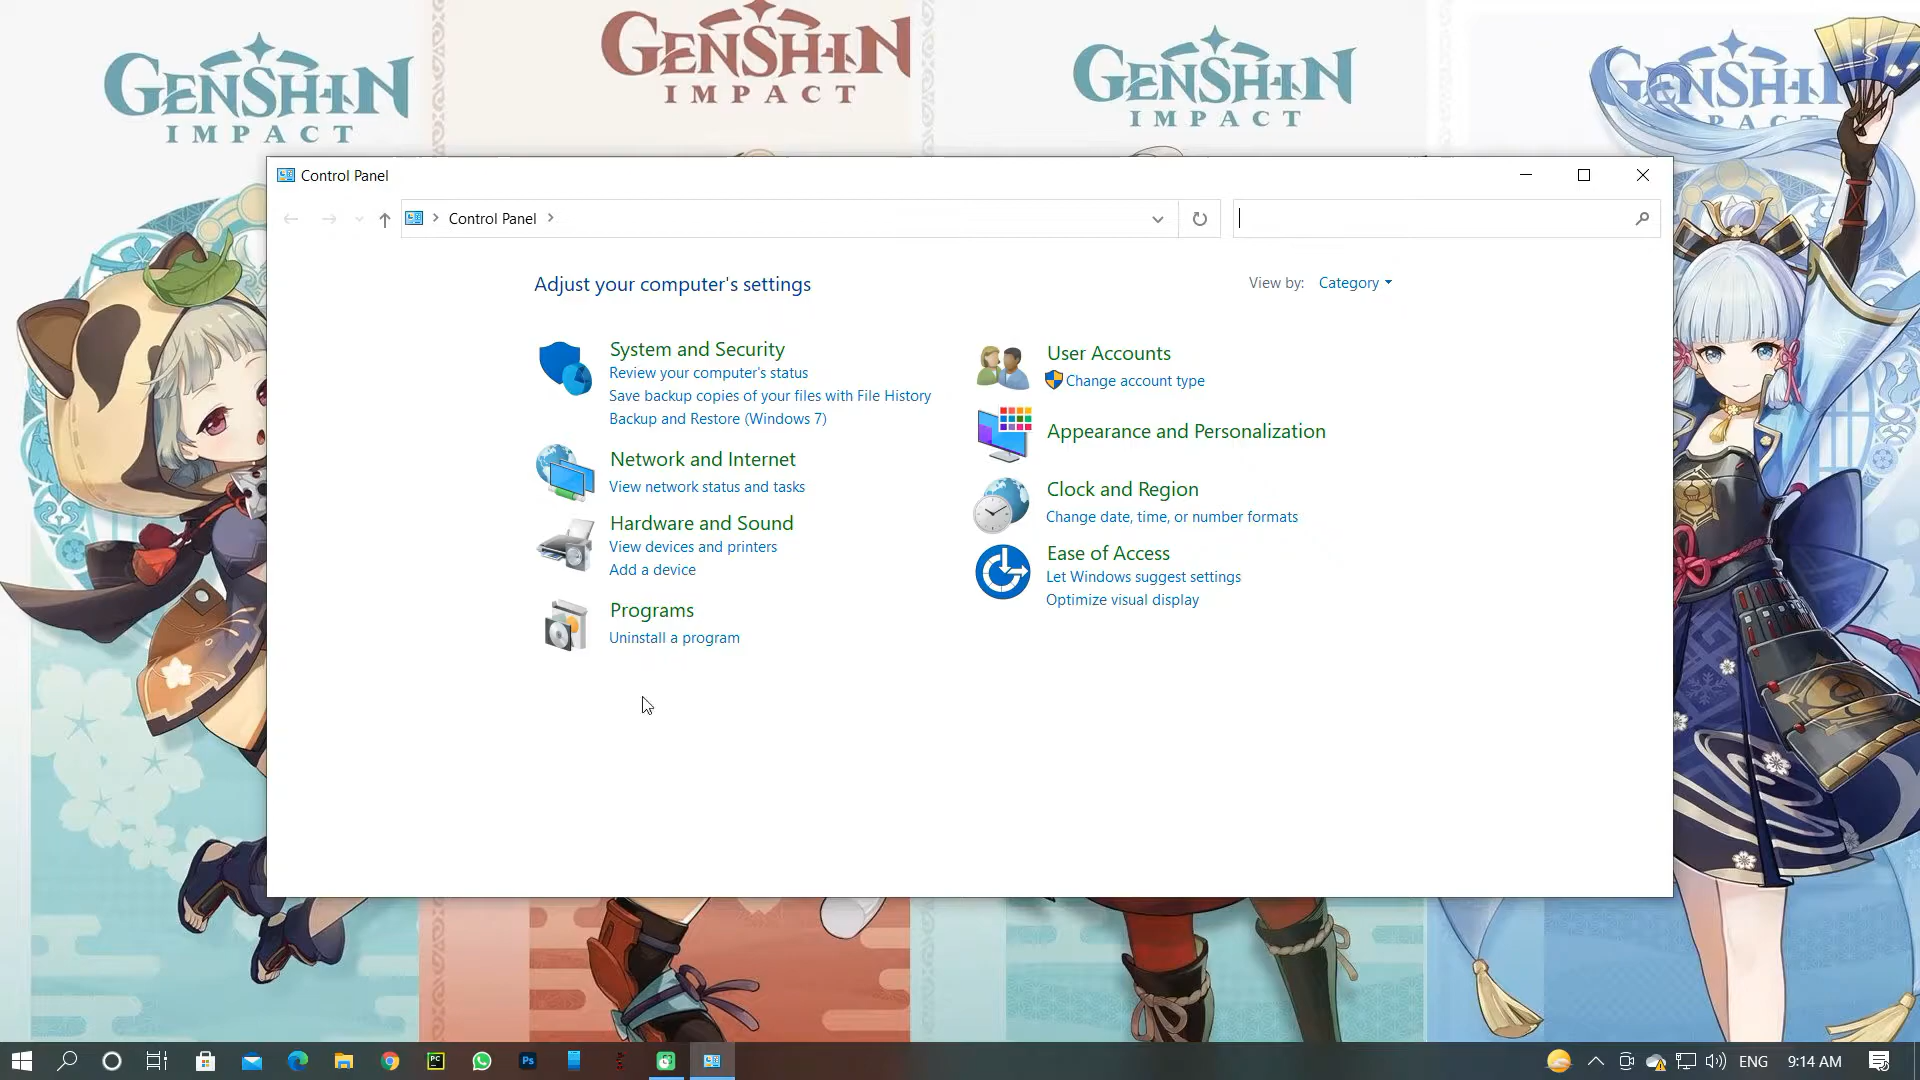 GENSHIN
IMPACT
GENSHIN
IMPACT
GENSHIN
IMPACT
GENSHI
PACT
Control Panel
Control Panel
Adjust your computer's settings
View by: Category
System and Security
Review your computer's status
Save backup copies of your files with File History
Backup and Restore (Windows 7)
Network and Internet
View network status and tasks
Hardware and Sound
View devices and printers
Add a device
Programs
Uninstall a program
User Accounts
Change account type
Appearance and Personalization
Clock and Region
Change date, time, or number formats
Ease of Access
Let Windows suggest settings
Optimize visual display
PC
Ps
ENG
9:14 AM